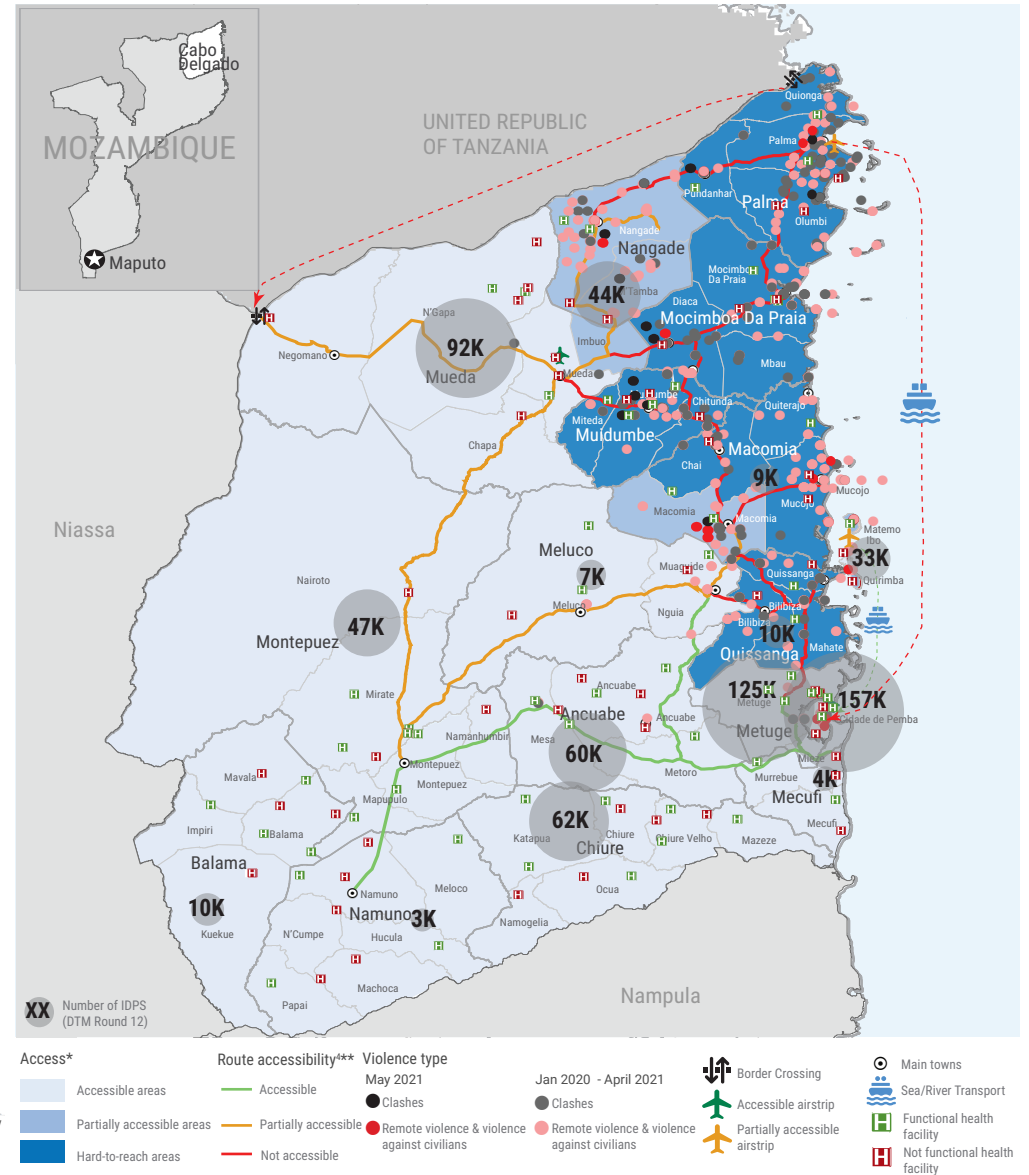 Cabo
Delgado
MOZAMBIQUE
Maputo
UNITED REPUBLIC
OF TANZANIA
Quionga
Palma
Pundanhar
Palma
Olumbi
Nangade
Nangade
44K
Mocimboa
Da Praia
Diaca
Mocimboa Da Praia
N'Gapa
92K
Mueda
Negomano
Imbuo
Mueda
Mbau
Chitunda
Quiterajo
Miteda
Muidumbe
Chapa
Macomia
Chai
9K
Mucojo
Mucojo
Macomia
Macomia
Matemo
Ibo
33K
Quirimba
Niassa
Meluco
7K
Meluco
Muaguide
Quissanga
Nairoto
Nguia
Bilibiza
Bilibiza
10K
Mahate
Quissanga
47K
Montepuez
125K
157K
Metuge
Cidade de Pemba
Metuge
Mieze
Mirate
Ancuabe
Ancuabe
Ancuabe
Namanhumbir
Mesa
60K
Metoro
Murrebue
4K
Mecufi
Mecufi
Montepuez
Montepuez
Mavala
Mapupulo
Impiri
Balama
Balama
62K
Katapua
Chiure
Chiure
Chiure Velho
Mazeze
Ocua
10K
Kuekue
Namuno
Namuno
3K
Meloco
Namogelia
N'Cumpe
Hucula
Machoca
Papai
Nampula
XX
Number of IDPS
(DTM Round 12)
Access*
Accessible areas
Partially accessible areas
Hard-to-reach areas
Route accessibility⁴**
Accessible
Partially accessible
Not accessible
Violence type
May 2021
Clashes
Remote violence & violence
against civilians
Jan 2020 - April 2021
Clashes
Remote violence & violence
against civilians
Border Crossing
Accessible airstrip
Partially accessible
airstrip
Main towns
Sea/River Transport
H
Functional health
facility
H
Not functional health
facility